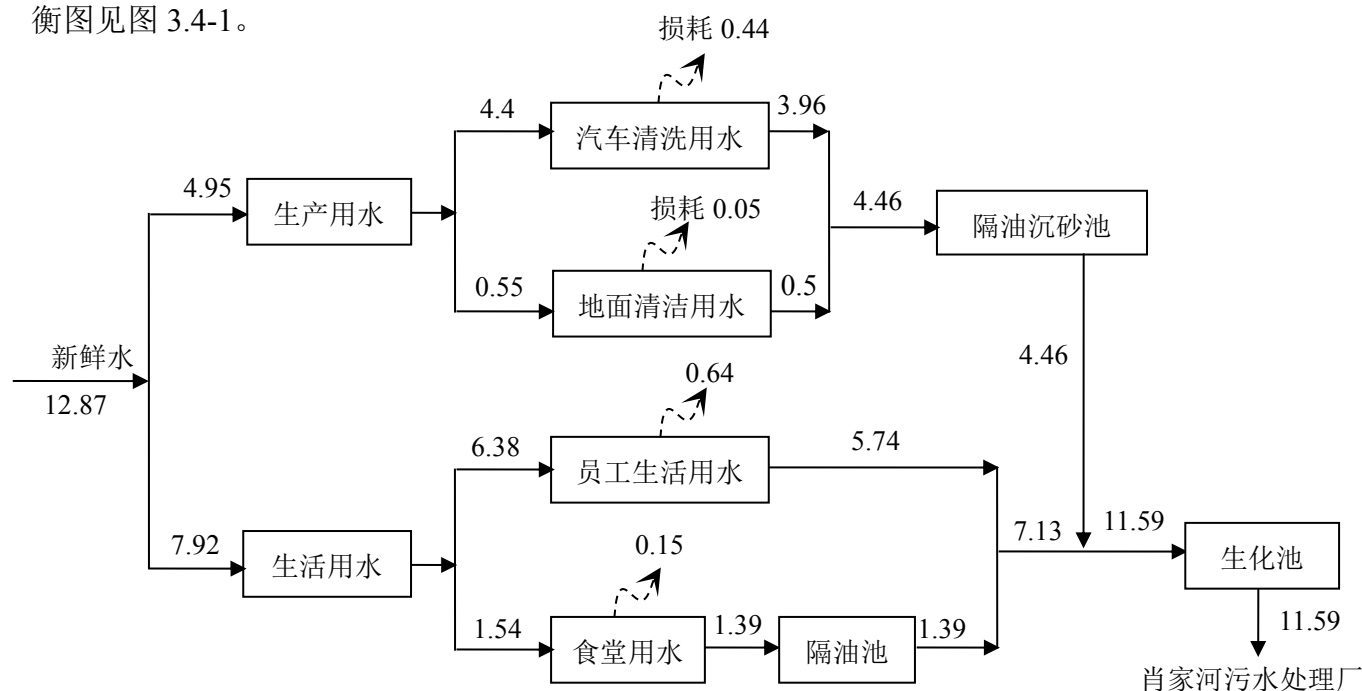 衡图见图 3.4-1。
损耗 0.44
4.4
汽车清洗用水
3.96
4.95
生产用水
损耗 0.05
4.46
隔油沉砂池
0.55
地面清洁用水
0.5
新鲜水
12.87
4.46
0.64
6.38
员工生活用水
5.74
7.92
生活用水
0.15
7.13
11.59
生化池
1.54
食堂用水
1.39
隔油池
1.39
11.59
肖家河污水处理厂